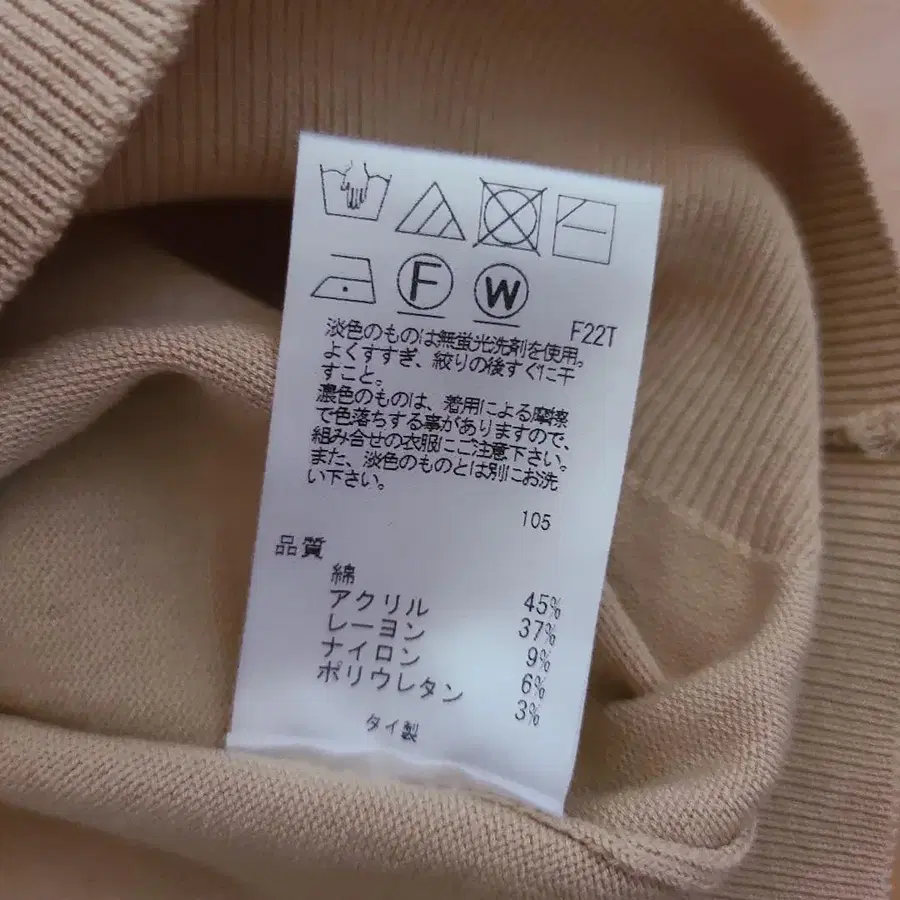 F W
F22T
淡色のものは無蛍光洗剤を使用。
よくすすぎ、絞りの後すぐに干
すこと。
濃色のものは、着用による摩擦
で色落ちする事がありますので、
組み合せの衣服にご注意下さい。
また、淡色のものとは別にお洗
い下さい。
105
品質
綿 45%
アクリル 37%
レーヨン 9%
ナイロン 6%
ポリウレタン 3%
タイ製